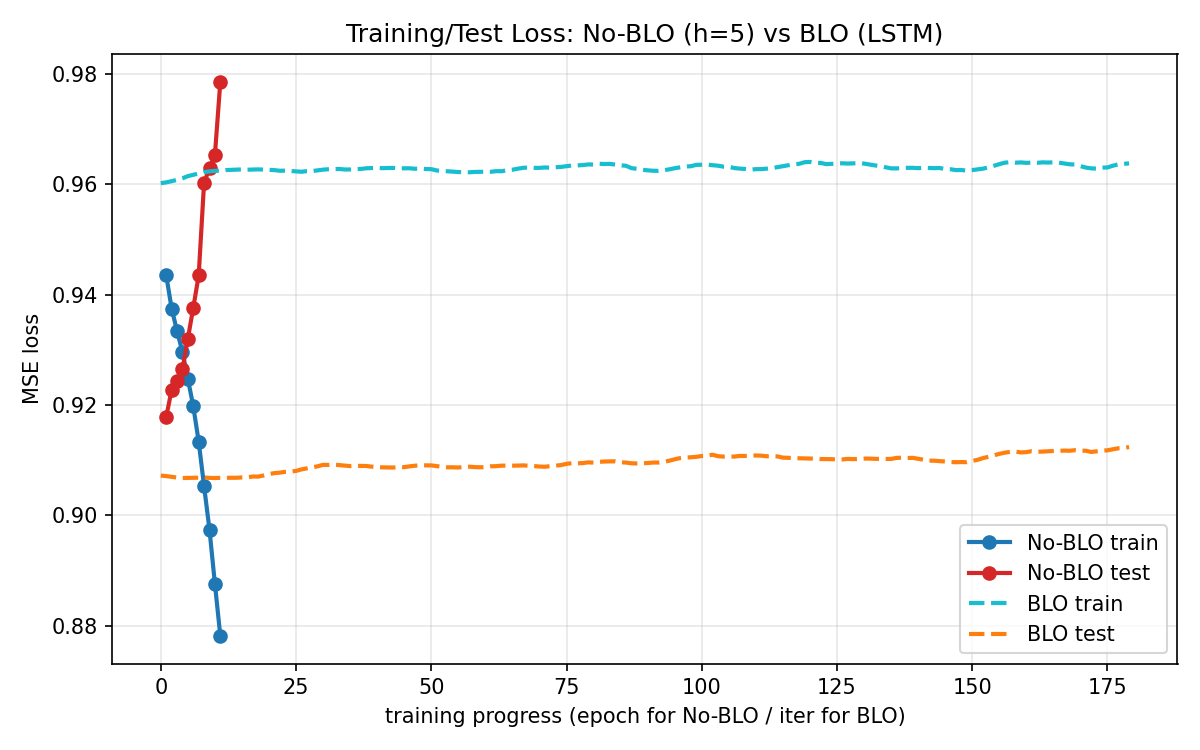 Training/Test Loss: No-BLO (h=5) vs BLO (LSTM)
MSE loss
0.98
0.96
0.94
0.92
0.90
0.88
0 25 50 75 100 125 150 175
training progress (epoch for No-BLO / iter for BLO)
No-BLO train
No-BLO test
BLO train
BLO test